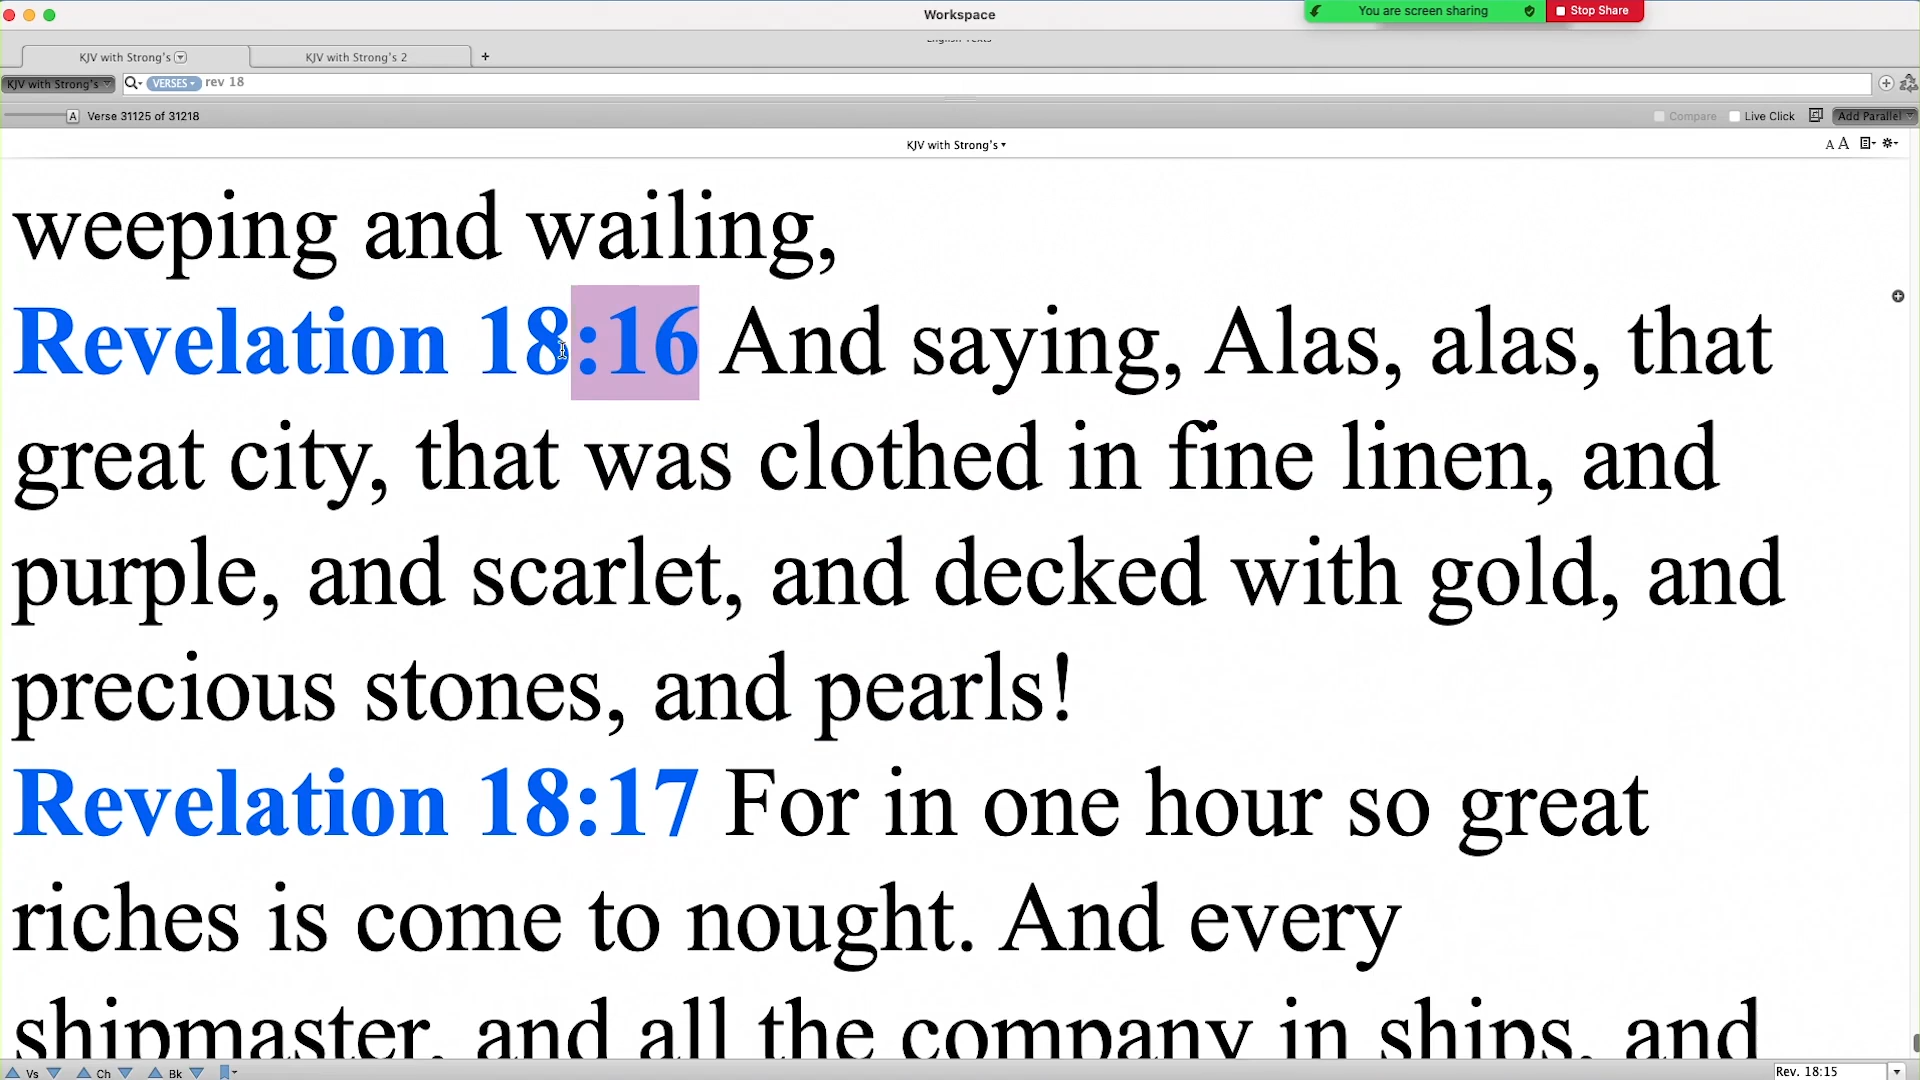 Workspace
You are screen sharing
Stop Share
English Texts
KJV with Strong's
KJV with Strong's 2
+
KJV with Strong's
VERSES
rev 18
A
Verse 31125 of 31218
Compare
Live Click
Add Parallel
KJV with Strong's
A A
weeping and wailing,
Revelation 18:16 And saying, Alas, alas, that
great city, that was clothed in fine linen, and
purple, and scarlet, and decked with gold, and
precious stones, and pearls!
Revelation 18:17 For in one hour so great
riches is come to nought. And every
shipmaster, and all the company in ships, and
Vs
Ch
Bk
Rev. 18:15